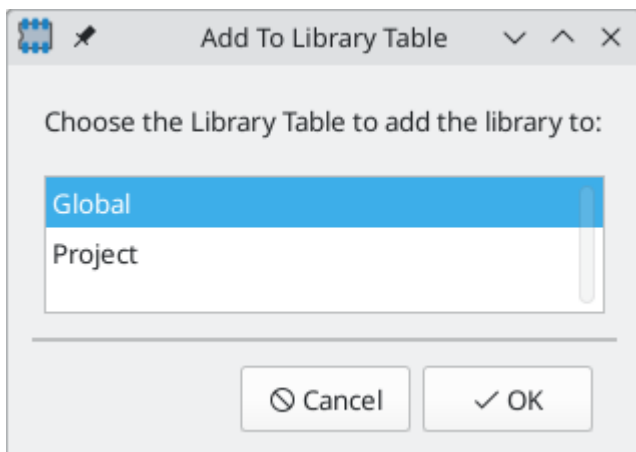 Add To Library Table
Choose the Library Table to add the library to:
Global
Project
Cancel
OK